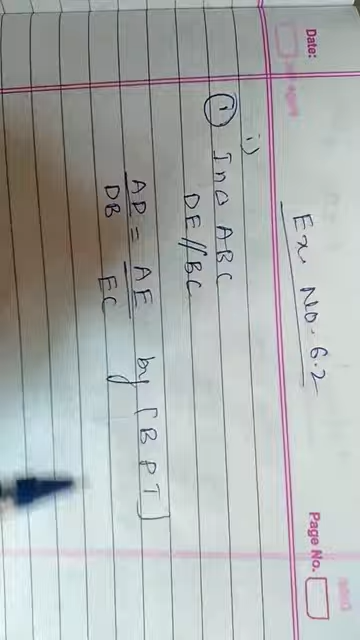 Date:
Page No.
Ex. No. 6.2
i)
① In △ ABC
DE // BC
AD = AE by [BPT]
DB EC